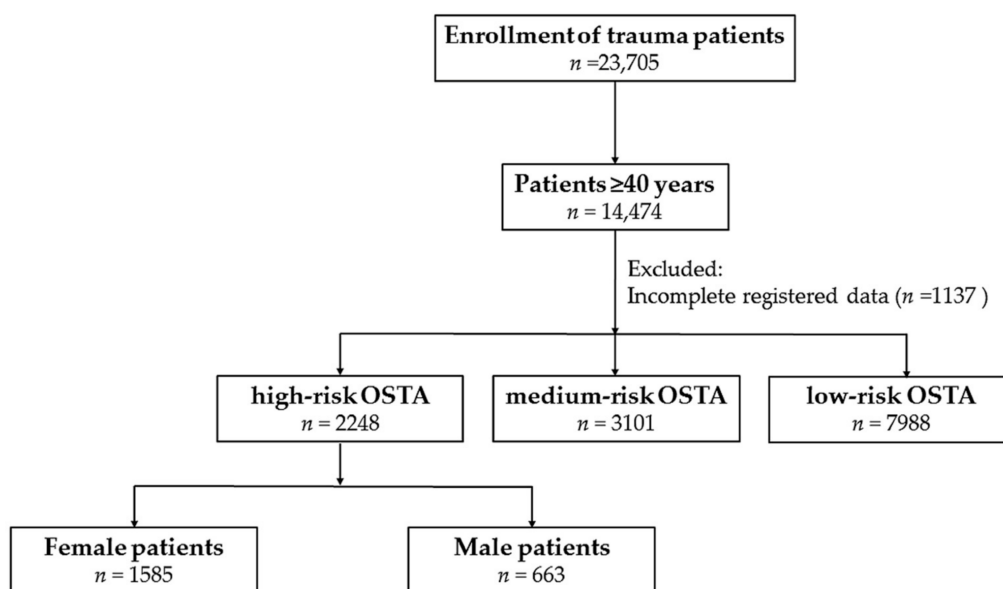 Enrollment of trauma patients
n =23,705
Patients ≥40 years
n = 14,474
Excluded:
Incomplete registered data (n =1137 )
high-risk OSTA
n = 2248
medium-risk OSTA
n = 3101
low-risk OSTA
n = 7988
Female patients
n = 1585
Male patients
n = 663